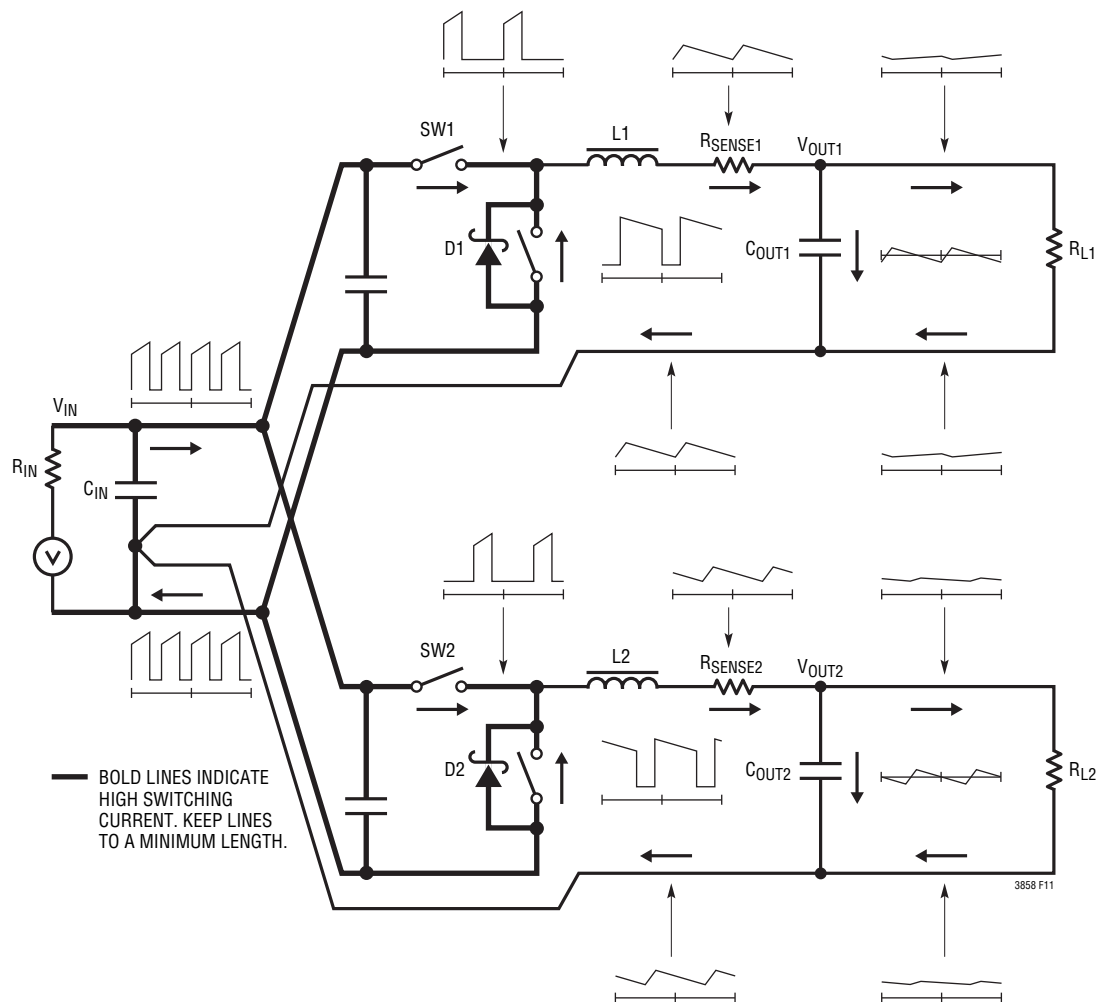 SW1
L1
RSENSE1
VOUT1
D1
COUT1
RL1
VIN
RIN
CIN
SW2
L2
RSENSE2
VOUT2
D2
COUT2
RL2
BOLD LINES INDICATE
HIGH SWITCHING
CURRENT. KEEP LINES
TO A MINIMUM LENGTH.
3858 F11